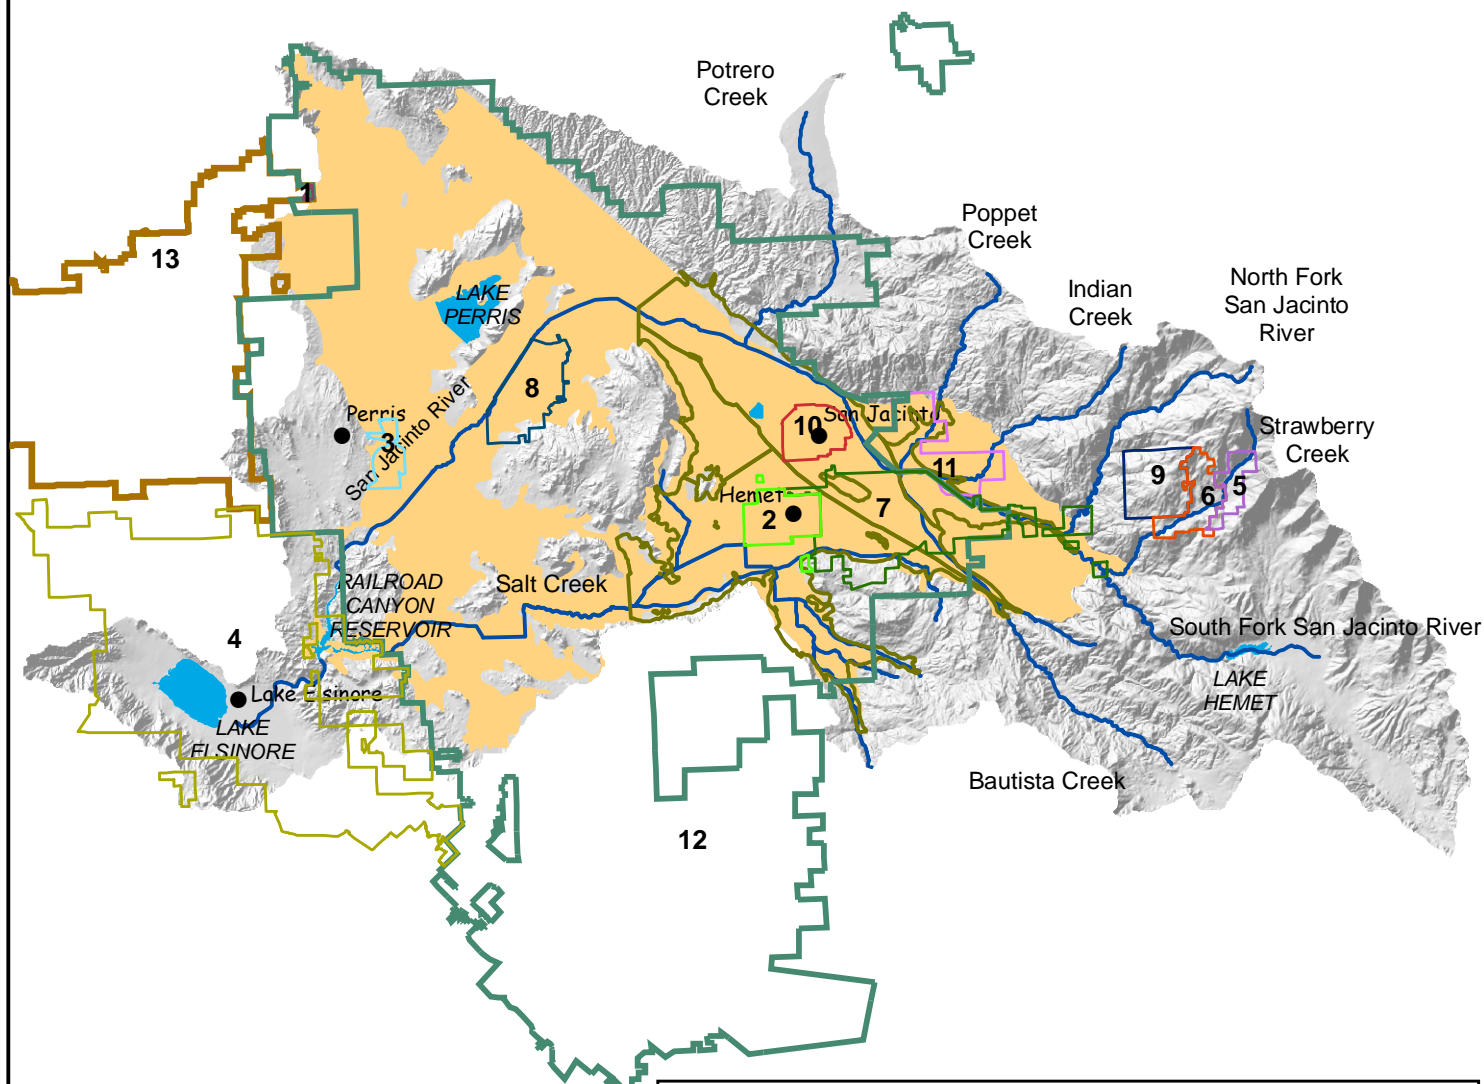 Potrero
Creek
1
13
Poppet
Creek
LAKE
PERRIS
Indian
Creek
North Fork
San Jacinto
River
8
Perris
3
San Jacinto River
10
San Jacinto
Strawberry
Creek
11
9
6
5
Hemet
2
7
Salt Creek
RAILROAD
CANYON
RESERVOIR
4
South Fork San Jacinto River
Lake Elsinore
LAKE
ELSINORE
LAKE
HEMET
Bautista Creek
12